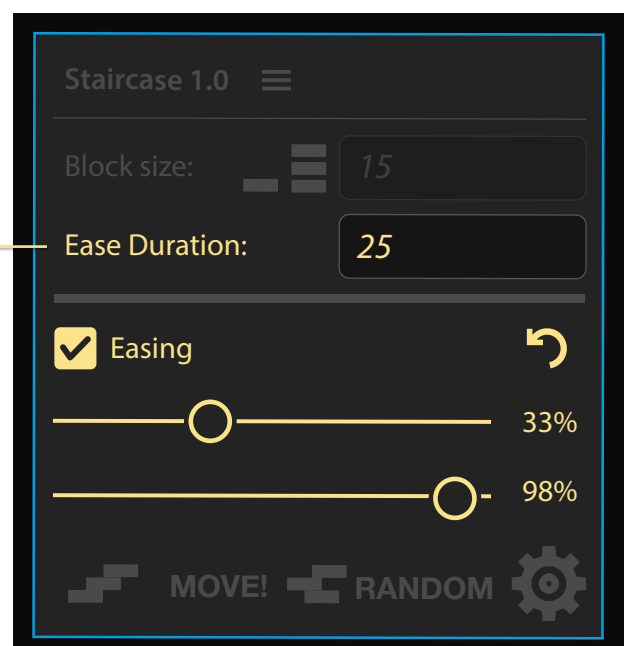 Staircase 1.0
Block size: 15
Ease Duration: 25
Easing
33%
98%
MOVE! RANDOM